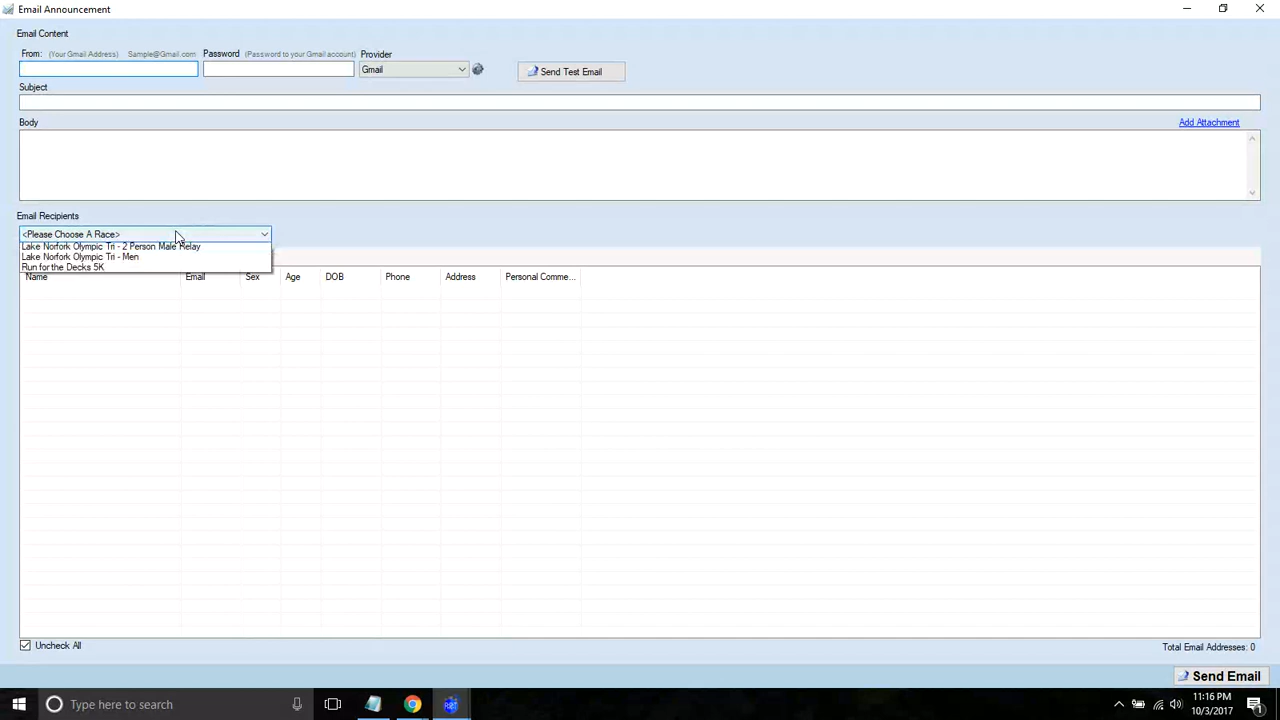 Email Announcement
Email Content
From: (Your Gmail Address) Sample@Gmail.com Password (Password to your Gmail account) Provider
Gmail
Send Test Email
Subject
Body
Add Attachment
Email Recipients
<Please Choose A Race>
Lake Norfork Olympic Tri - 2 Person Male Relay
Lake Norfork Olympic Tri - Men
Run for the Decks 5K
Name Email Sex Age DOB Phone Address Personal Comme...
Uncheck All
Total Email Addresses: 0
Send Email
Type here to search
R&T
11:16 PM
10/3/2017
1